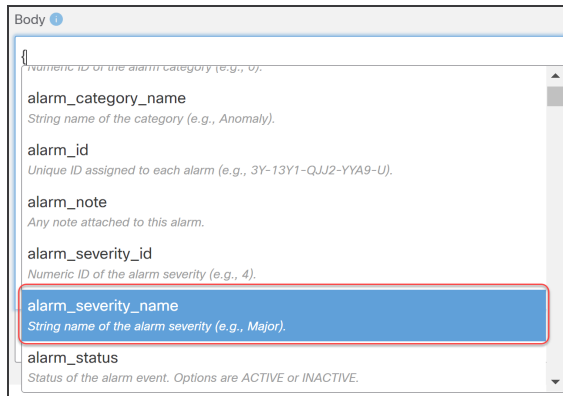 Body i
{
Numeric ID of the alarm category (e.g., 0).
alarm_category_name
String name of the category (e.g., Anomaly).
alarm_id
Unique ID assigned to each alarm (e.g., 3Y-13Y1-QJJ2-YYA9-U).
alarm_note
Any note attached to this alarm.
alarm_severity_id
Numeric ID of the alarm severity (e.g., 4).
alarm_severity_name
String name of the alarm severity (e.g., Major).
alarm_status
Status of the alarm event. Options are ACTIVE or INACTIVE.